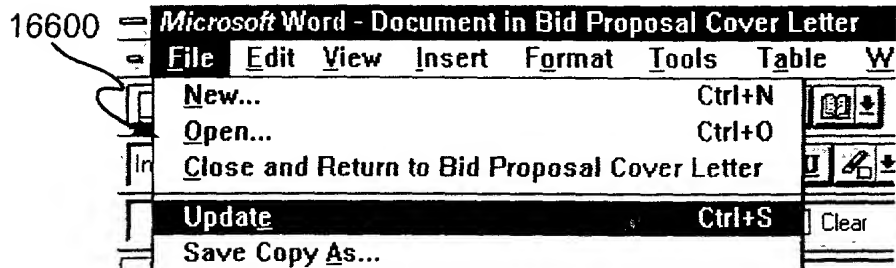 16600
Microsoft Word - Document in Bid Proposal Cover Letter
File Edit View Insert Format Tools Table W
New... Ctrl+N
Open... Ctrl+O
In Close and Return to Bid Proposal Cover Letter U
Update Ctrl+S Clear
Save Copy As...